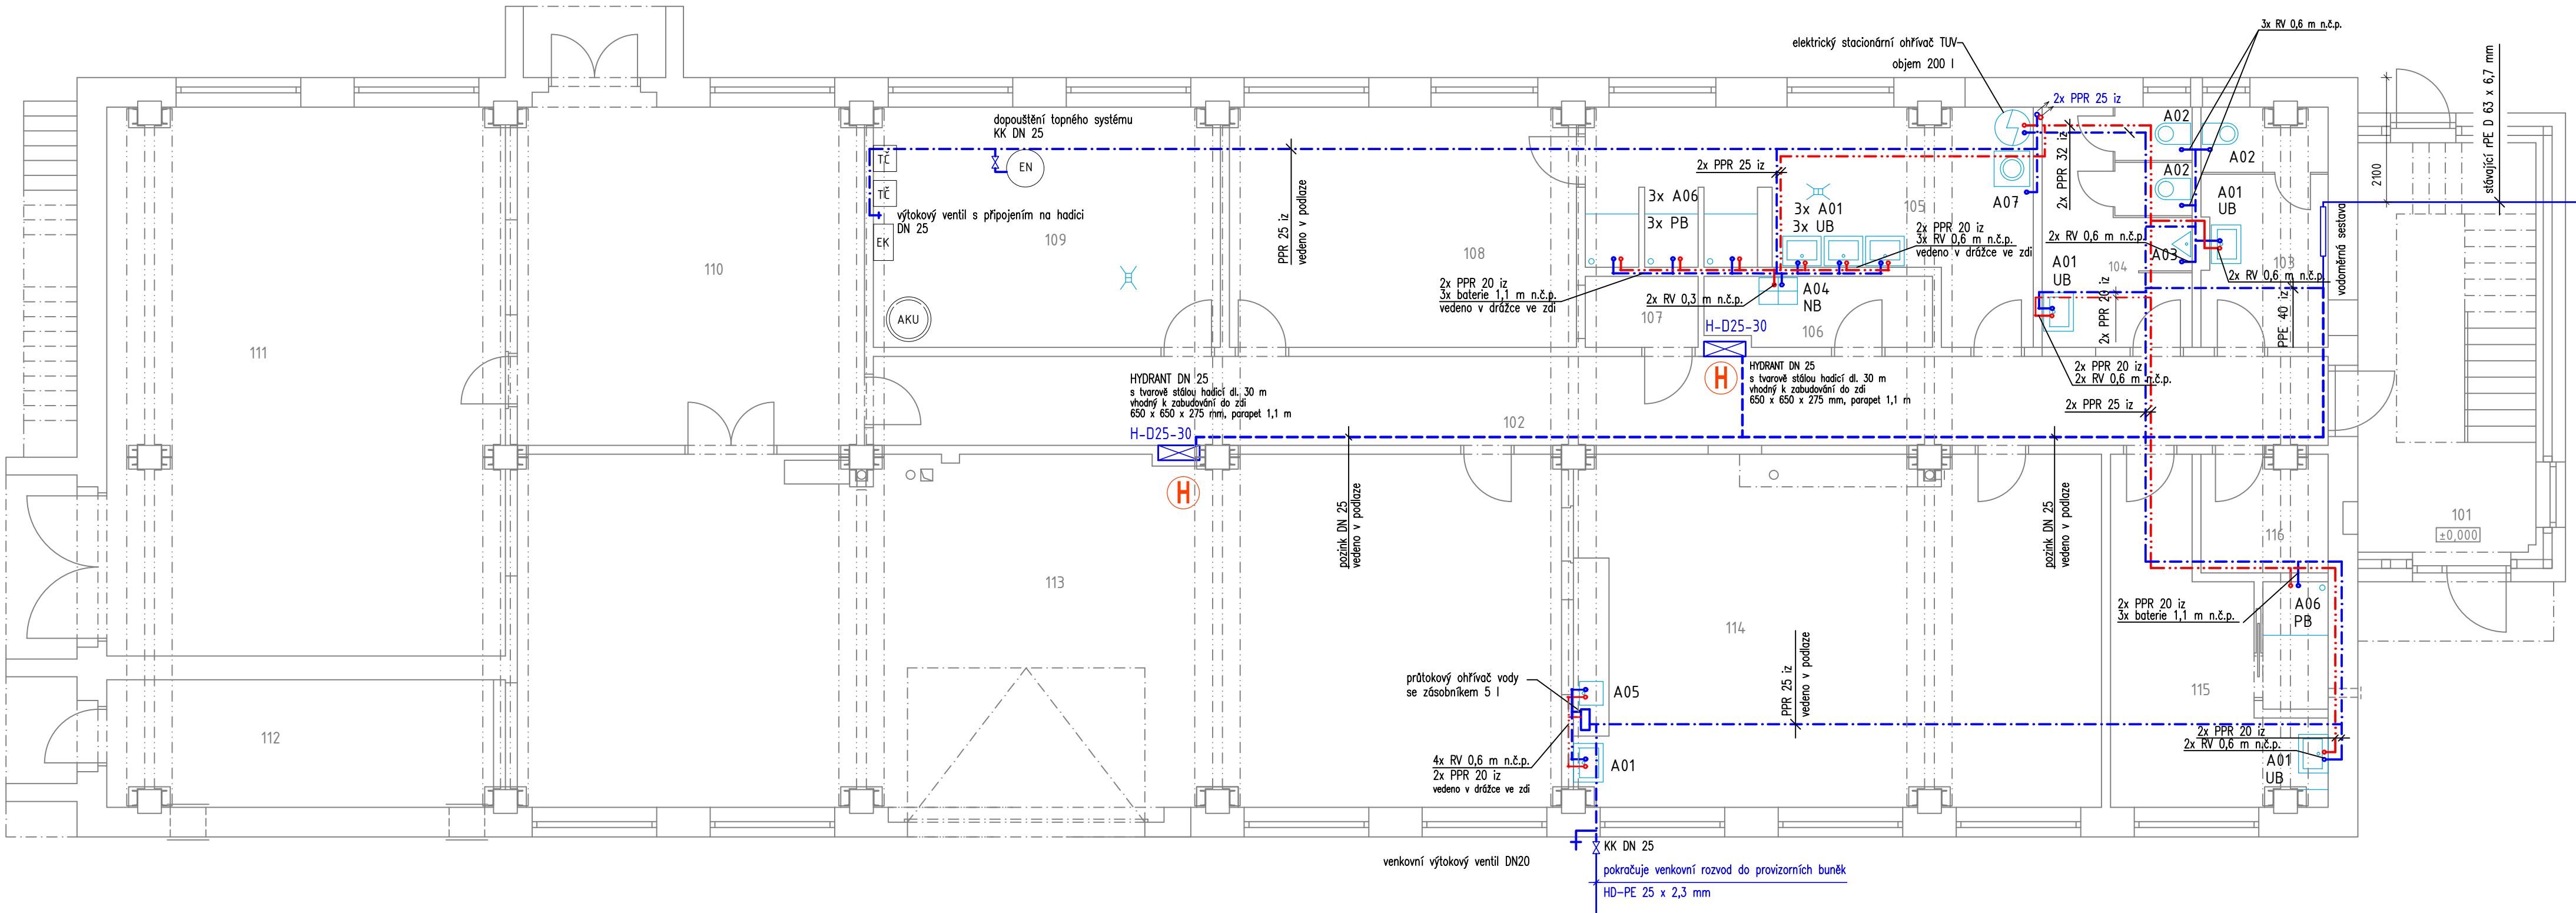 3x RV 0,6 m n.č.p.
elektrický stacionární ohřívač TUV
objem 200 l
stávající rPE D 63 x 6,7 mm
2100
2x PPR 25 iz
dopouštění topného systému
KK DN 25
TČ
TČ
EN
EK
AKU
výtokový ventil s připojením na hadici
DN 25
PPR 25 iz
vedeno v podlaze
2x PPR 25 iz
2x PPR 32 iz
A02
A02
A02
A01
UB
A07
3x A06
3x PB
3x A01
3x UB
105
2x PPR 20 iz
3x RV 0,6 m n.č.p.
vedeno v drážce ve zdi
2x RV 0,6 m n.č.p.
A03
A01
UB
104
103
2x RV 0,6 m n.č.p.
vodoměrná sestava
109
108
110
111
2x PPR 20 iz
3x baterie 1,1 m n.č.p.
vedeno v drážce ve zdi
2x RV 0,3 m n.č.p.
A04
NB
107
106
2x PPR 20 iz
PPE 40 iz
H-D25-30
H
HYDRANT DN 25
s tvarově stálou hadicí dl. 30 m
vhodný k zabudování do zdi
650 x 650 x 275 mm, parapet 1,1 m
HYDRANT DN 25
s tvarově stálou hadicí dl. 30 m
vhodný k zabudování do zdi
650 x 650 x 275 mm, parapet 1,1 m
H-D25-30
H
2x PPR 20 iz
2x RV 0,6 m n.č.p.
2x PPR 25 iz
102
pozink DN 25
vedeno v podlaze
pozink DN 25
vedeno v podlaze
101
±0,000
116
113
114
2x PPR 20 iz
3x baterie 1,1 m n.č.p.
A06
PB
115
112
průtokový ohřívač vody
se zásobníkem 5 l
A05
PPR 25 iz
vedeno v podlaze
2x PPR 20 iz
2x RV 0,6 m n.č.p.
A01
UB
4x RV 0,6 m n.č.p.
2x PPR 20 iz
vedeno v drážce ve zdi
A01
KK DN 25
venkovní výtokový ventil DN20
pokračuje venkovní rozvod do provizorních buněk
HD-PE 25 x 2,3 mm